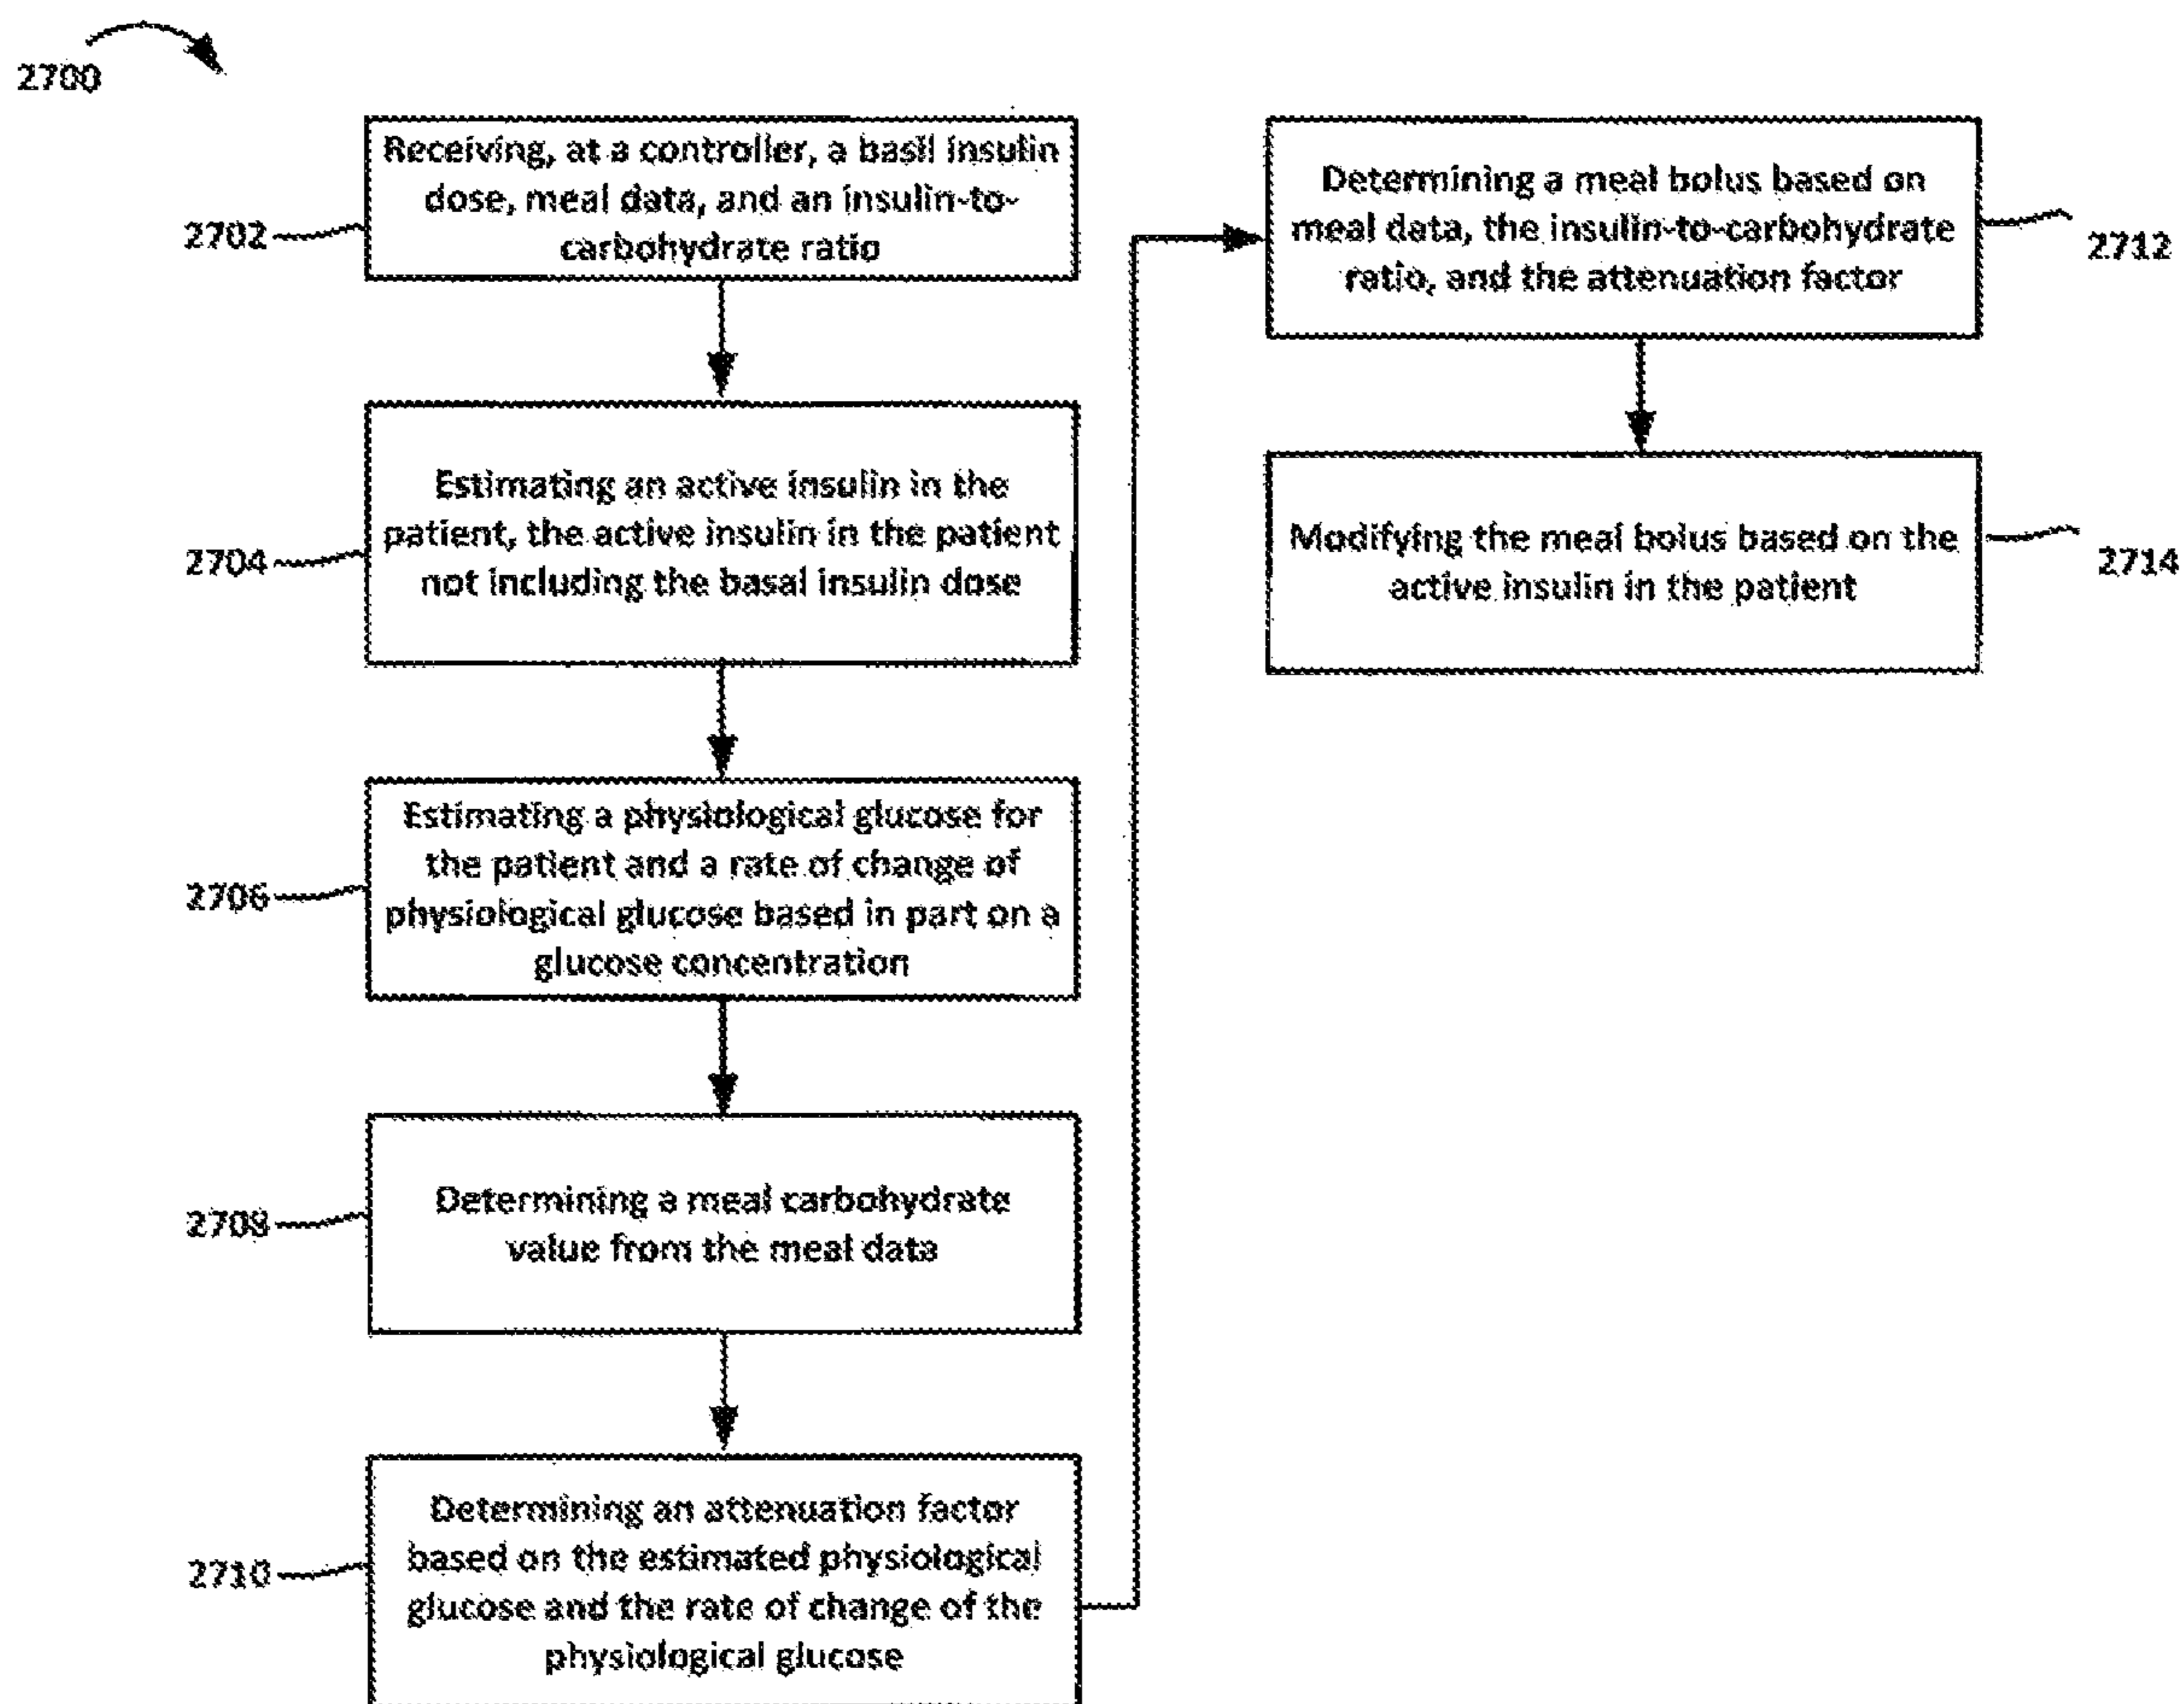 2700
2702
Receiving, at a controller, a basil insulin
dose, meal data, and an insulin-to-
carbohydrate ratio
2704
Estimating an active insulin in the
patient, the active insulin in the patient
not including the basal insulin dose
2706
Estimating a physiological glucose for
the patient and a rate of change of
physiological glucose based in part on a
glucose concentration
2708
Determining a meal carbohydrate
value from the meal data
2710
Determining an attenuation factor
based on the estimated physiological
glucose and the rate of change of the
physiological glucose
Determining a meal bolus based on
meal data, the insulin-to-carbohydrate
ratio, and the attenuation factor
2712
Modifying the meal bolus based on the
active insulin in the patient
2714